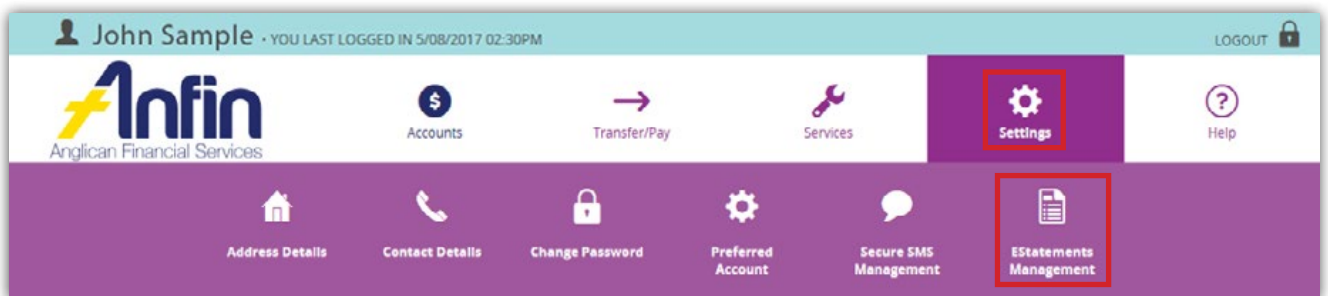 John Sample • YOU LAST LOGGED IN 5/08/2017 02:30PM
LOGOUT
Anfin
Anglican Financial Services
$
Accounts
Transfer/Pay
Services
Settings
?
Help
Address Details
Contact Details
Change Password
Preferred
Account
Secure SMS
Management
EStatements
Management